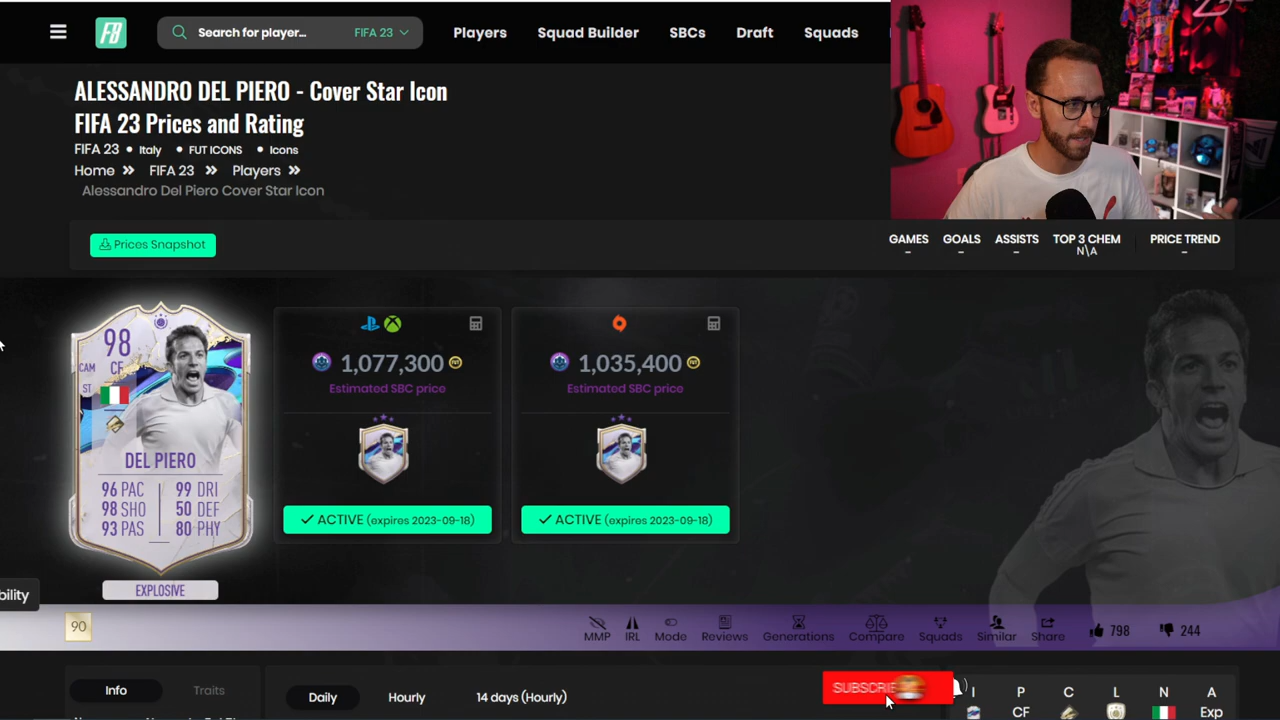 FB
Search for player...
FIFA 23
Players
Squad Builder
SBCs
Draft
Squads
ALESSANDRO DEL PIERO - Cover Star Icon
FIFA 23 Prices and Rating
FIFA 23 • Italy • FUT ICONS • Icons
Home » FIFA 23 » Players »
Alessandro Del Piero Cover Star Icon
Prices Snapshot
GAMES
-
GOALS
-
ASSISTS
-
TOP 3 CHEM
N\A
PRICE TREND
-
98
CF
CAM
ST
DEL PIERO
96 PAC
99 DRI
98 SHO
50 DEF
93 PAS
80 PHY
EXPLOSIVE
1,077,300
Estimated SBC price
ACTIVE (expires 2023-09-18)
1,035,400
Estimated SBC price
ACTIVE (expires 2023-09-18)
bility
90
MMP
IRL
Mode
Reviews
Generations
Compare
Squads
Similar
Share
798
244
Info
Traits
Daily
Hourly
14 days (Hourly)
SUBSCRIBE
I
P
C
L
N
A
CF
Exp